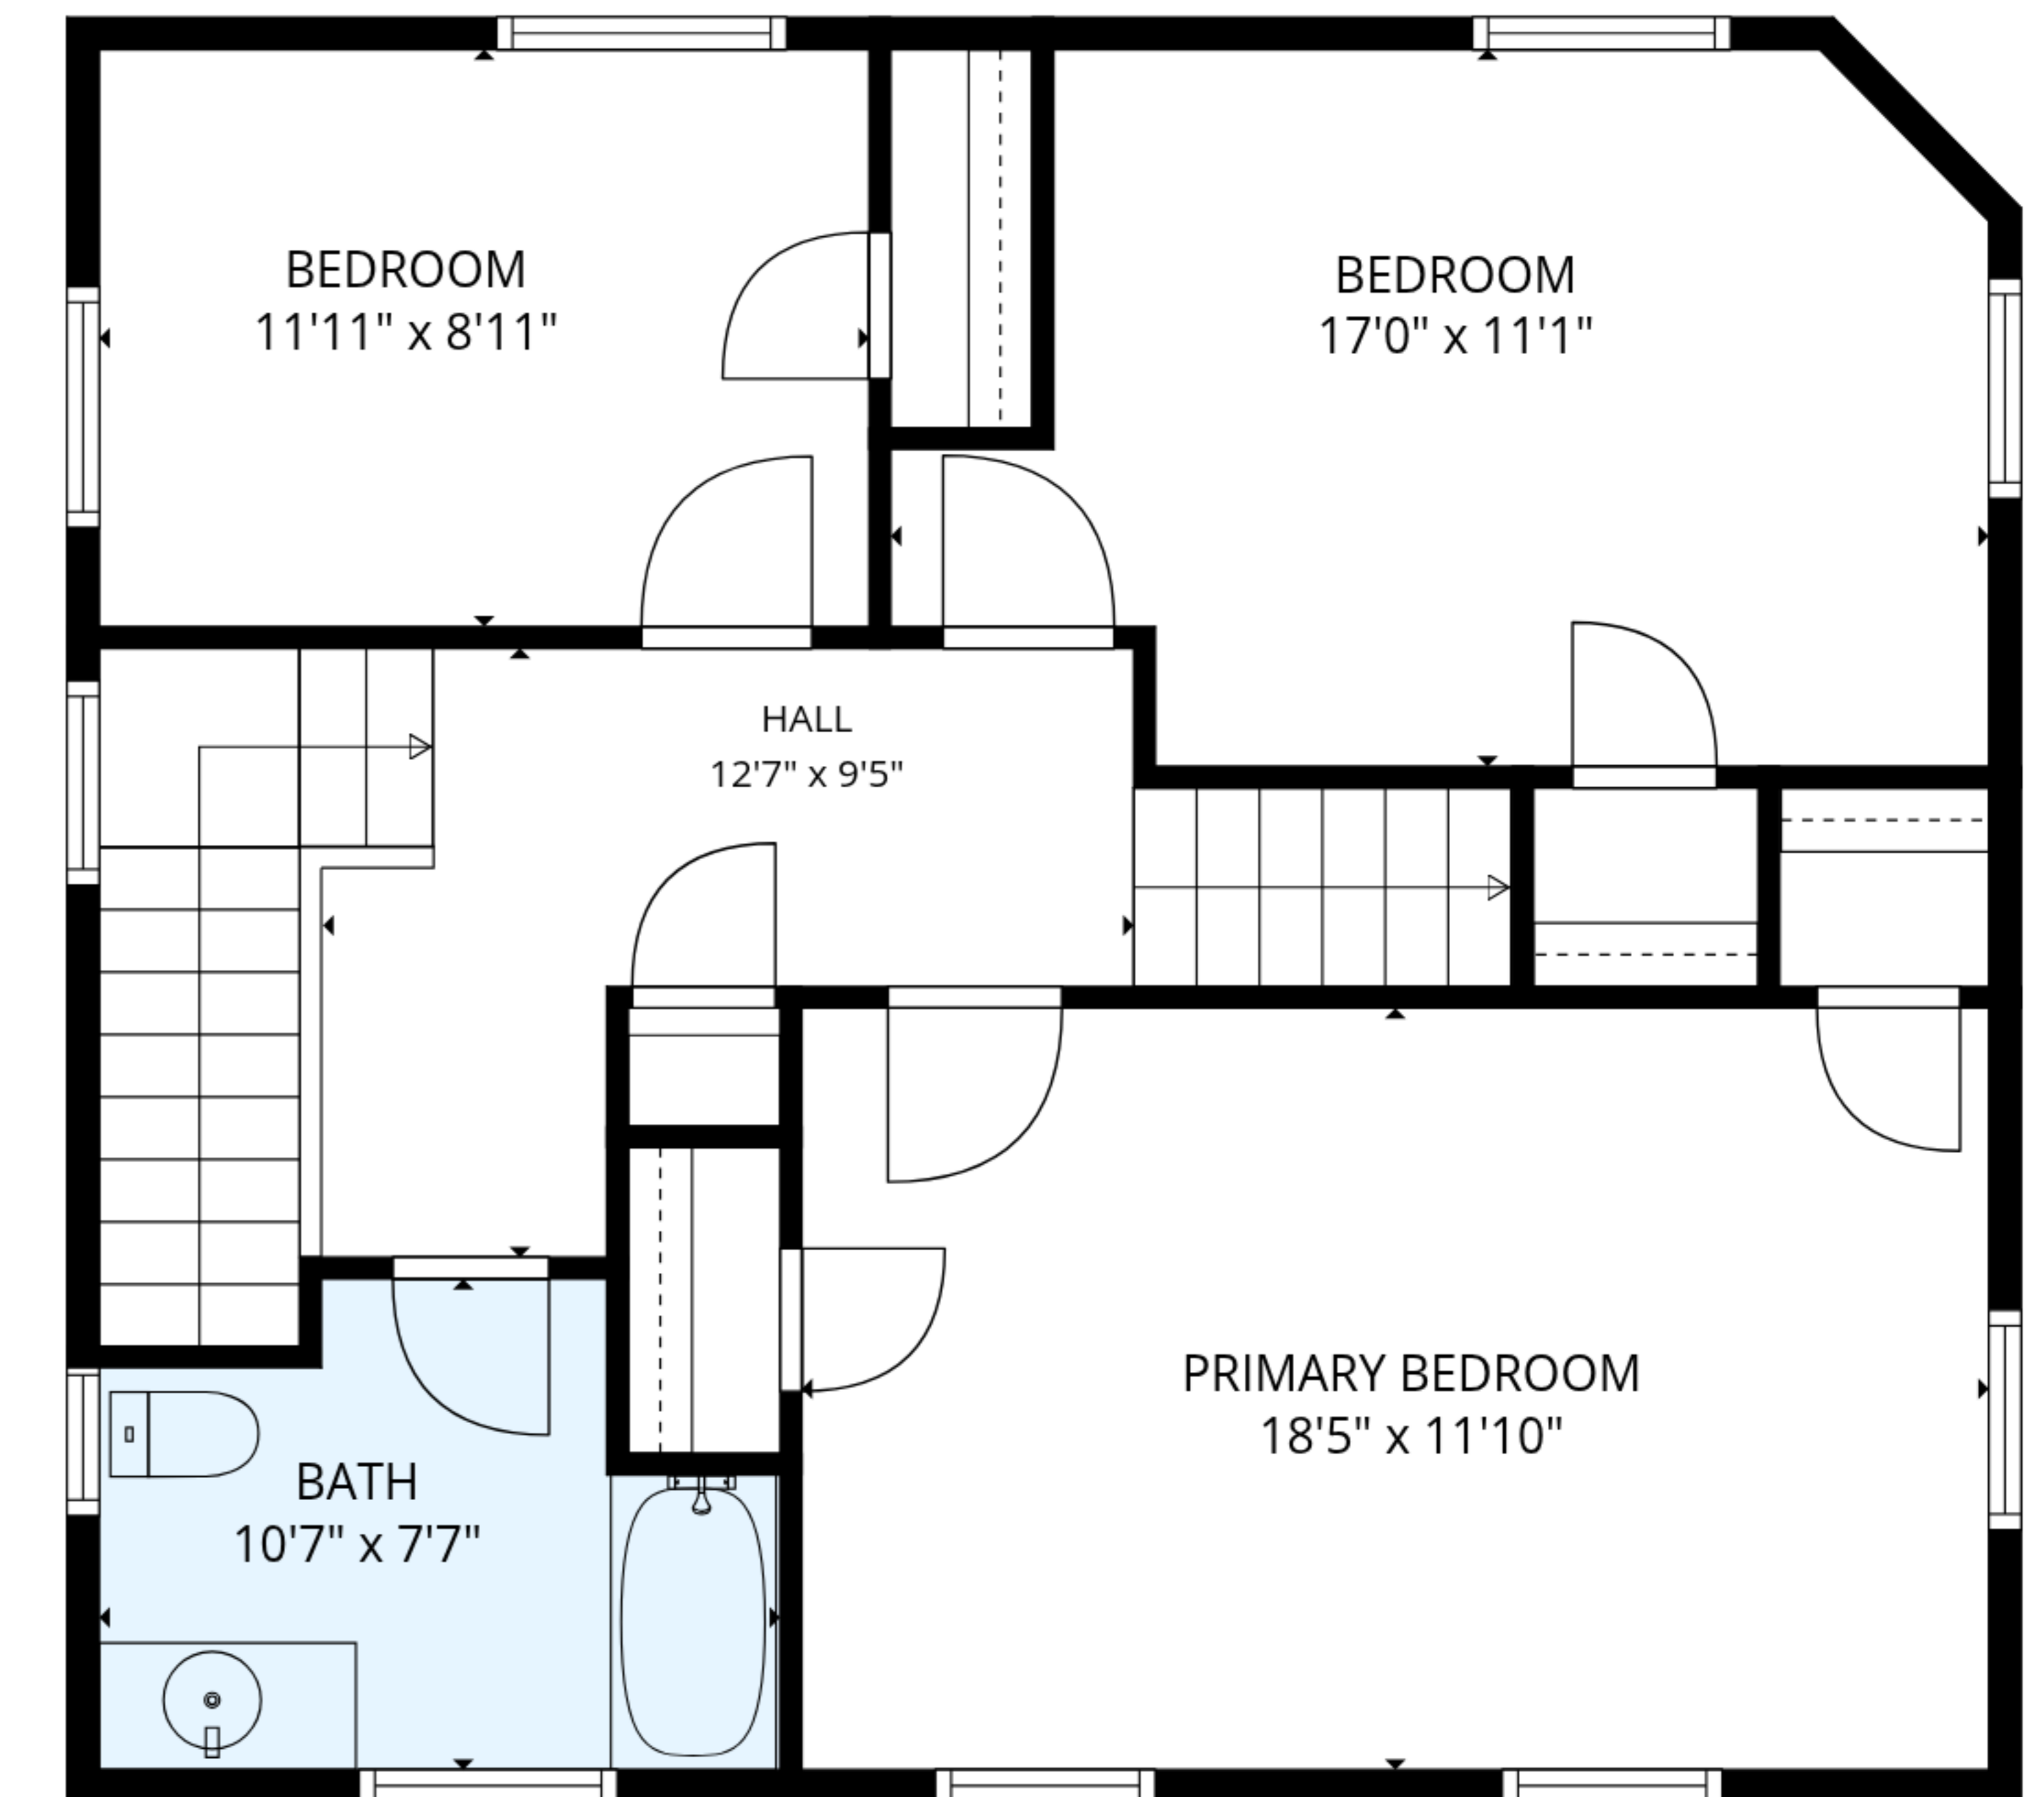 BEDROOM
11'11" x 8'11"
BEDROOM
17'0" x 11'1"
HALL
12'7" x 9'5"
PRIMARY BEDROOM
18'5" x 11'10"
BATH
10'7" x 7'7"